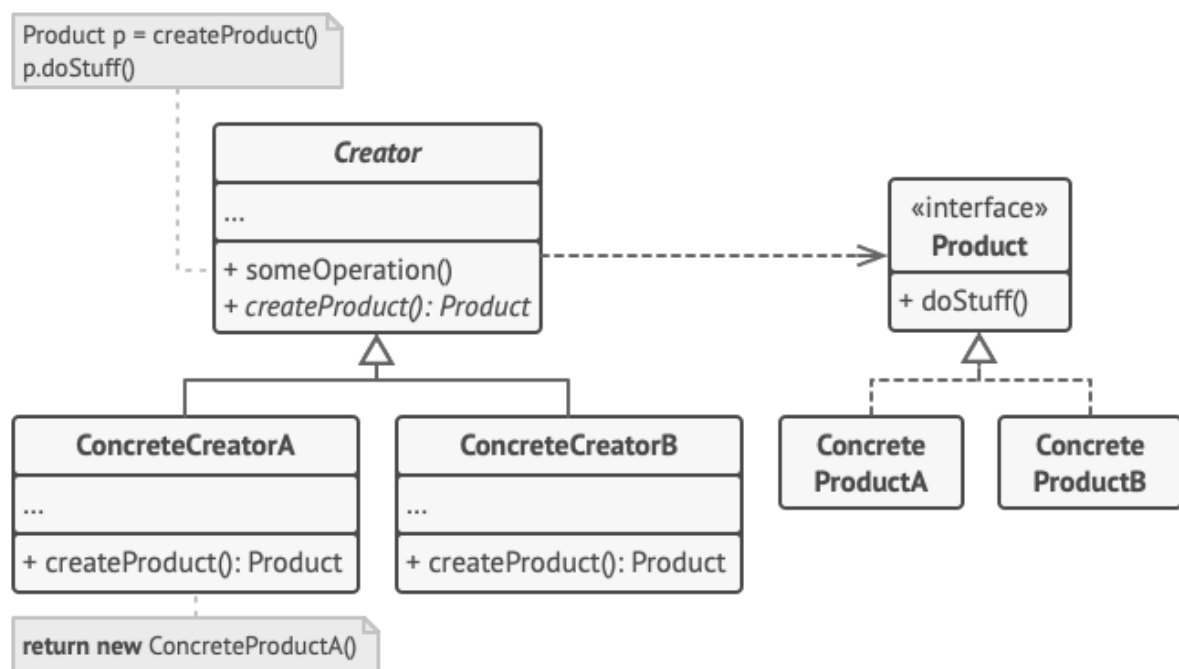 Product p = createProduct()
p.doStuff()
Creator
...
+ someOperation()
+ createProduct(): Product
«interface»
Product
+ doStuff()
ConcreteCreatorA
...
+ createProduct(): Product
ConcreteCreatorB
...
+ createProduct(): Product
Concrete
ProductA
Concrete
ProductB
return new ConcreteProductA()